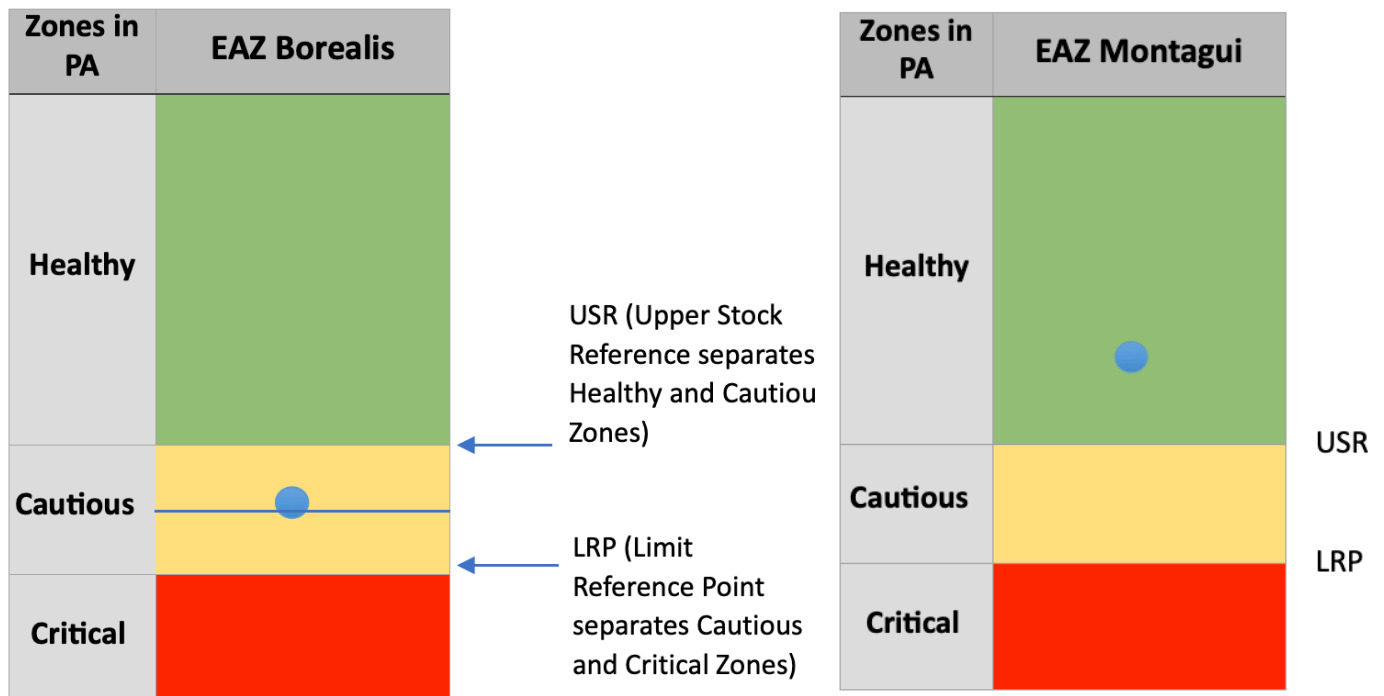 Zones in
PA
EAZ Borealis
Healthy
Cautious
Critical
USR (Upper Stock
Reference separates
Healthy and Cautiou
Zones)
LRP (Limit
Reference Point
separates Cautious
and Critical Zones)
Zones in
PA
EAZ Montagui
Healthy
Cautious
Critical
USR
LRP